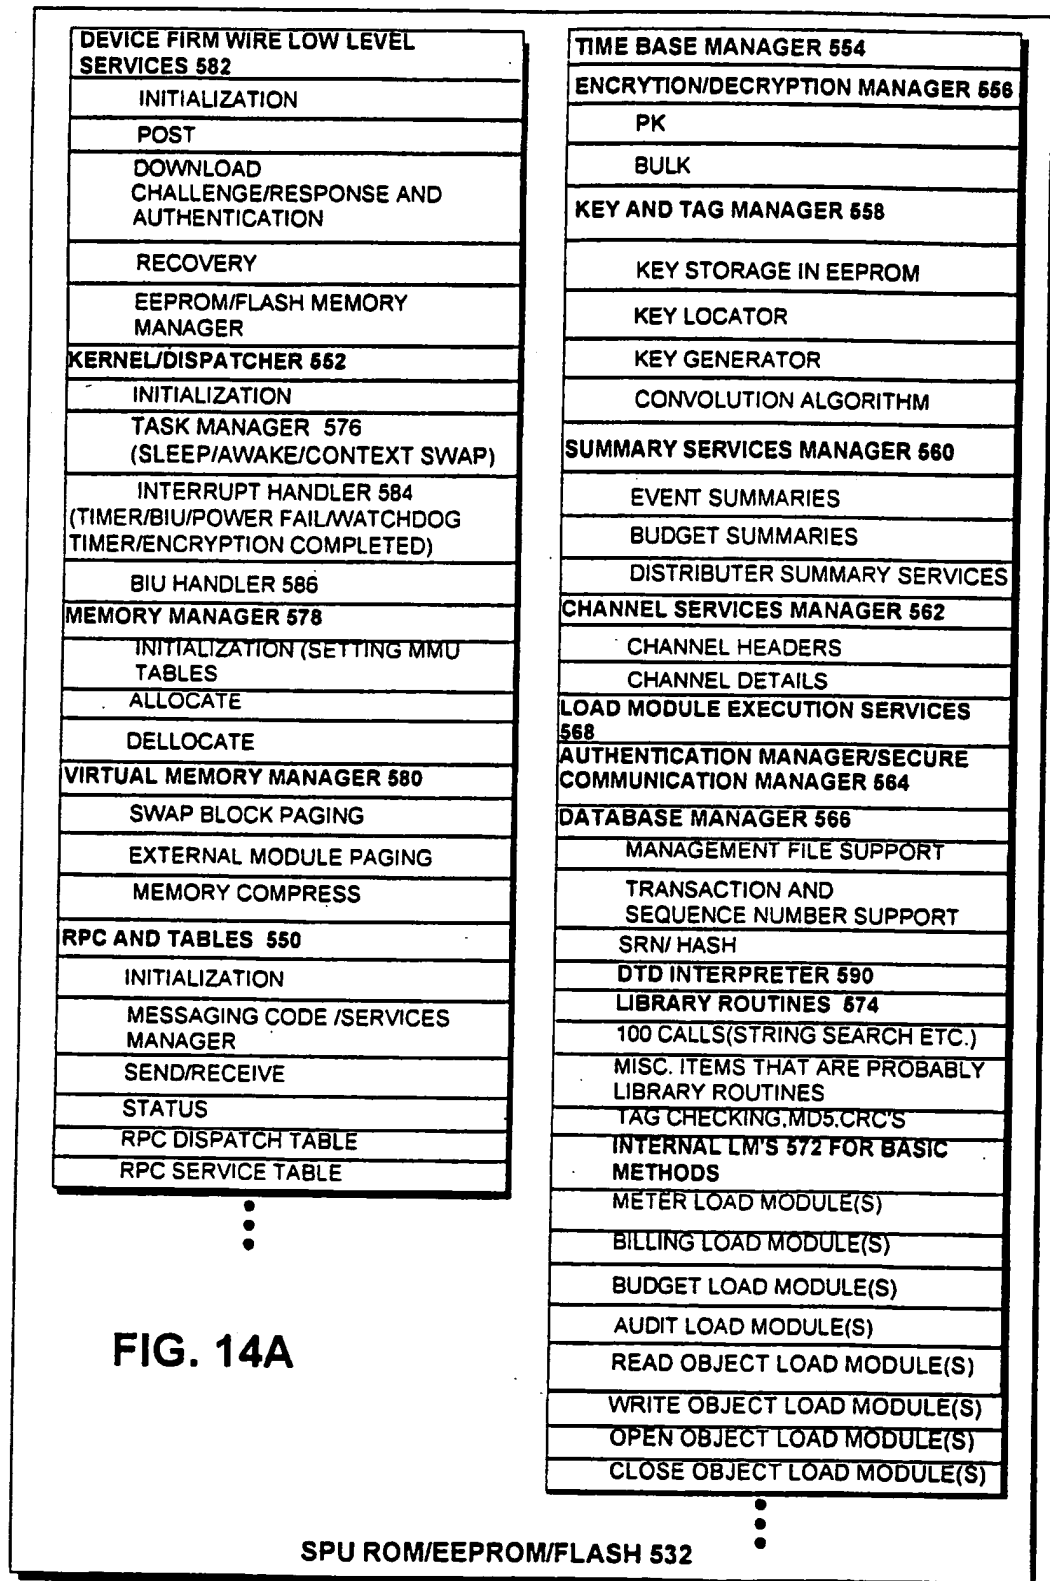 DEVICE FIRM WIRE LOW LEVEL
SERVICES 582
INITIALIZATION
POST
DOWNLOAD
CHALLENGE/RESPONSE AND
AUTHENTICATION
RECOVERY
EEPROM/FLASH MEMORY
MANAGER
KERNEL/DISPATCHER 552
INITIALIZATION
TASK MANAGER 576
(SLEEP/AWAKE/CONTEXT SWAP)
INTERRUPT HANDLER 584
(TIMER/BIU/POWER FAIL/WATCHDOG
TIMER/ENCRYPTION COMPLETED)
BIU HANDLER 586
MEMORY MANAGER 578
INITIALIZATION (SETTING MMU
TABLES
ALLOCATE
DELLOCATE
VIRTUAL MEMORY MANAGER 580
SWAP BLOCK PAGING
EXTERNAL MODULE PAGING
MEMORY COMPRESS
RPC AND TABLES 550
INITIALIZATION
MESSAGING CODE /SERVICES
MANAGER
SEND/RECEIVE
STATUS
RPC DISPATCH TABLE
RPC SERVICE TABLE
TIME BASE MANAGER 554
ENCRYTION/DECRYPTION MANAGER 556
PK
BULK
KEY AND TAG MANAGER 558
KEY STORAGE IN EEPROM
KEY LOCATOR
KEY GENERATOR
CONVOLUTION ALGORITHM
SUMMARY SERVICES MANAGER 560
EVENT SUMMARIES
BUDGET SUMMARIES
DISTRIBUTER SUMMARY SERVICES
CHANNEL SERVICES MANAGER 562
CHANNEL HEADERS
CHANNEL DETAILS
LOAD MODULE EXECUTION SERVICES
568
AUTHENTICATION MANAGER/SECURE
COMMUNICATION MANAGER 564
DATABASE MANAGER 566
MANAGEMENT FILE SUPPORT
TRANSACTION AND
SEQUENCE NUMBER SUPPORT
SRN/ HASH
DTD INTERPRETER 590
LIBRARY ROUTINES 574
100 CALLS(STRING SEARCH ETC.)
MISC. ITEMS THAT ARE PROBABLY
LIBRARY ROUTINES
TAG CHECKING,MD5,CRC'S
INTERNAL LM'S 572 FOR BASIC
METHODS
METER LOAD MODULE(S)
BILLING LOAD MODULE(S)
BUDGET LOAD MODULE(S)
AUDIT LOAD MODULE(S)
READ OBJECT LOAD MODULE(S)
WRITE OBJECT LOAD MODULE(S)
OPEN OBJECT LOAD MODULE(S)
CLOSE OBJECT LOAD MODULE(S)
FIG. 14A
SPU ROM/EEPROM/FLASH 532